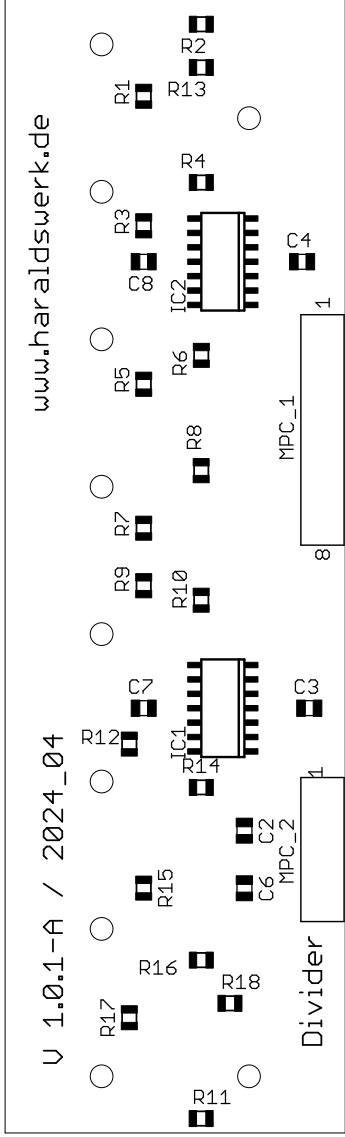 R2
R13
R1
www.haraldswerk.de
R4
R3
C4
C8
IC2
1
R6
R5
MPC_1
R8
R7
8
R9
R10
C7
C3
R12
IC1
V 1.0.1-A / 2024_04
R14
1
C2
MPC_2
R15
C6
R16
R18
Divider
R17
R11